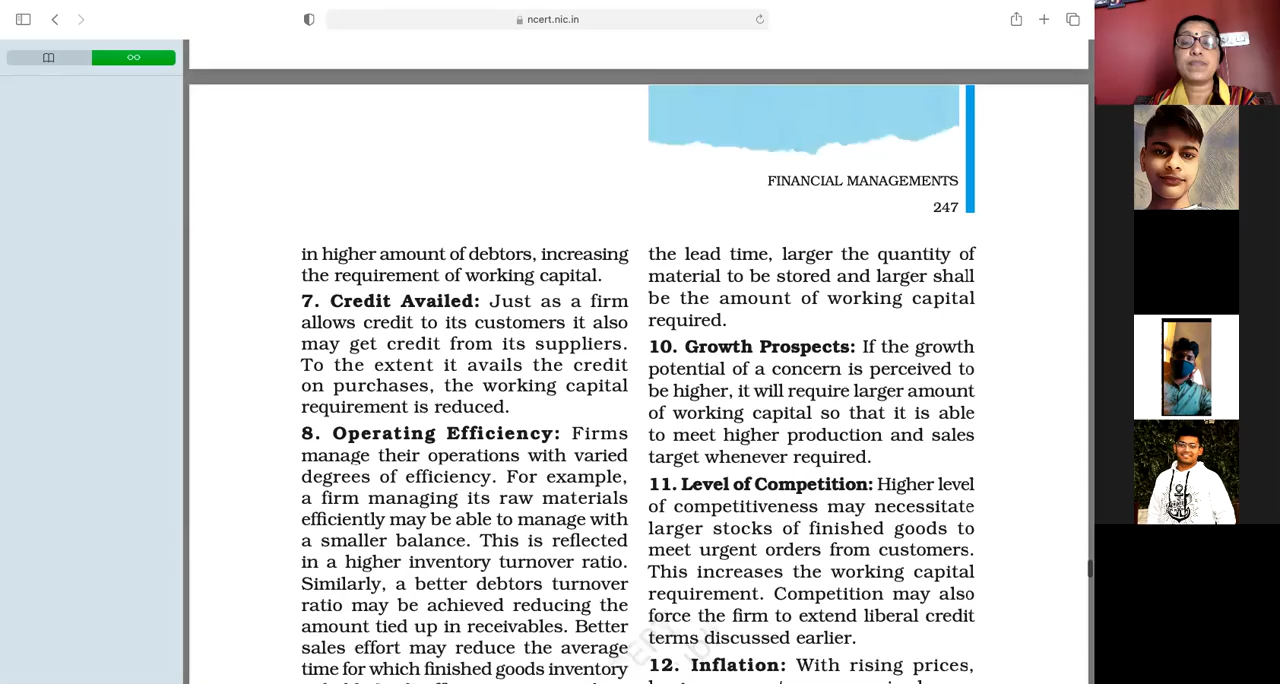 ncert.nic.in
FINANCIAL MANAGEMENTS
247
in higher amount of debtors, increasing
the requirement of working capital.
7. Credit Availed: Just as a firm
allows credit to its customers it also
may get credit from its suppliers.
To the extent it avails the credit
on purchases, the working capital
requirement is reduced.
8. Operating Efficiency: Firms
manage their operations with varied
degrees of efficiency. For example,
a firm managing its raw materials
efficiently may be able to manage with
a smaller balance. This is reflected
in a higher inventory turnover ratio.
Similarly, a better debtors turnover
ratio may be achieved reducing the
amount tied up in receivables. Better
sales effort may reduce the average
time for which finished goods inventory
the lead time, larger the quantity of
material to be stored and larger shall
be the amount of working capital
required.
10. Growth Prospects: If the growth
potential of a concern is perceived to
be higher, it will require larger amount
of working capital so that it is able
to meet higher production and sales
target whenever required.
11. Level of Competition: Higher level
of competitiveness may necessitate
larger stocks of finished goods to
meet urgent orders from customers.
This increases the working capital
requirement. Competition may also
force the firm to extend liberal credit
terms discussed earlier.
12. Inflation: With rising prices,